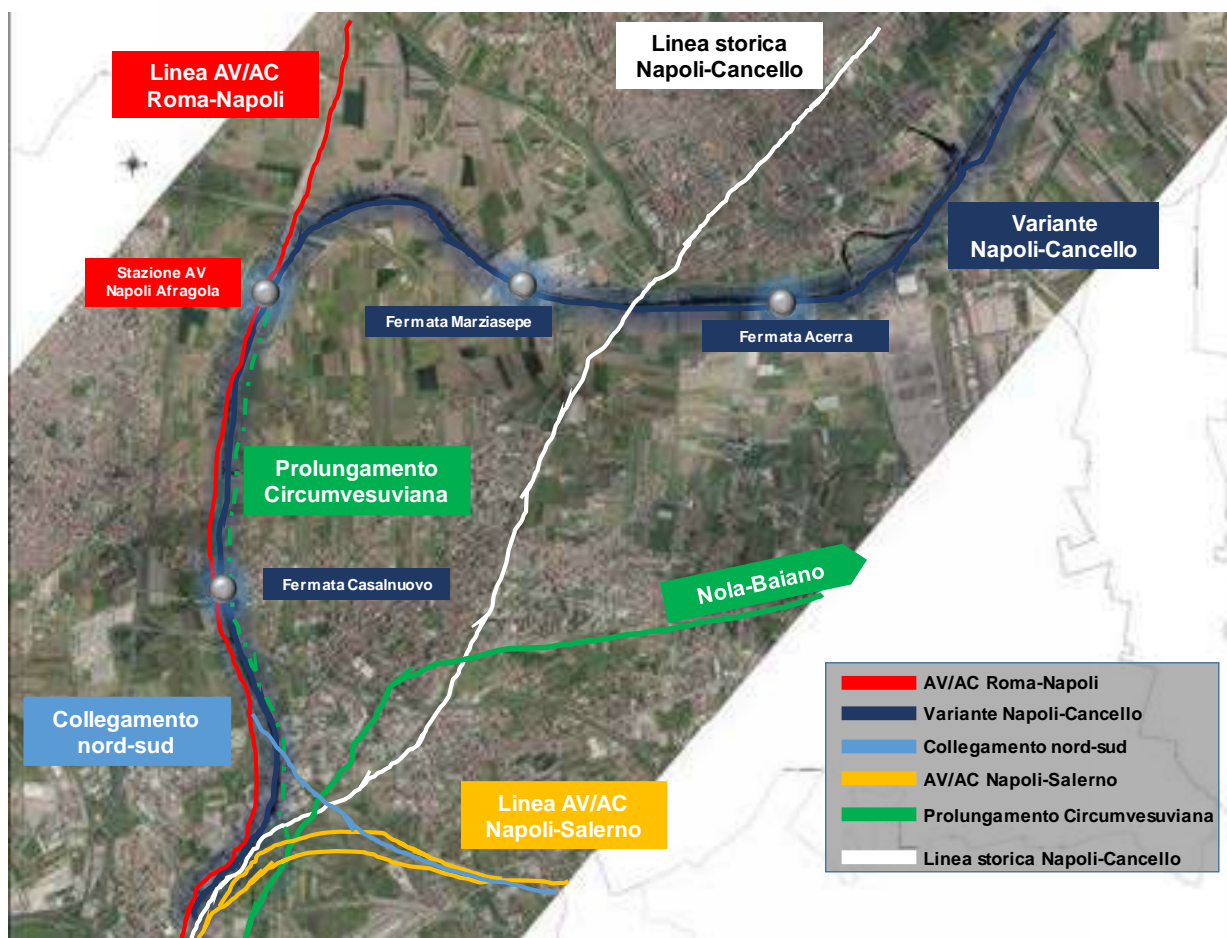 Linea storica
Napoli-Cancello
Linea AV/AC
Roma-Napoli
Variante
Napoli-Cancello
Stazione AV
Napoli Afragola
Fermata Marziasepe
Fermata Acerra
Prolungamento
Circumvesuviana
Fermata Casalnuovo
Nola-Baiano
Collegamento
nord-sud
Linea AV/AC
Napoli-Salerno
AV/AC Roma-Napoli
Variante Napoli-Cancello
Collegamento nord-sud
AV/AC Napoli-Salerno
Prolungamento Circumvesuviana
Linea storica Napoli-Cancello